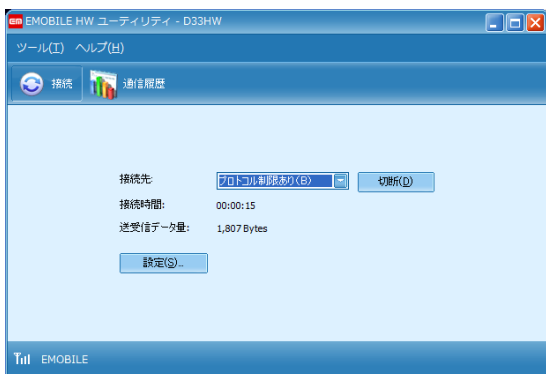 EM EMOBILE HW ユーティリティ - D33HW
ツール(T) ヘルプ(H)
接続 通信履歴
接続先: プロトコル制限あり(B) 切断(D)
接続時間: 00:00:15
送受信データ量: 1,807 Bytes
設定(S)...
EMOBILE